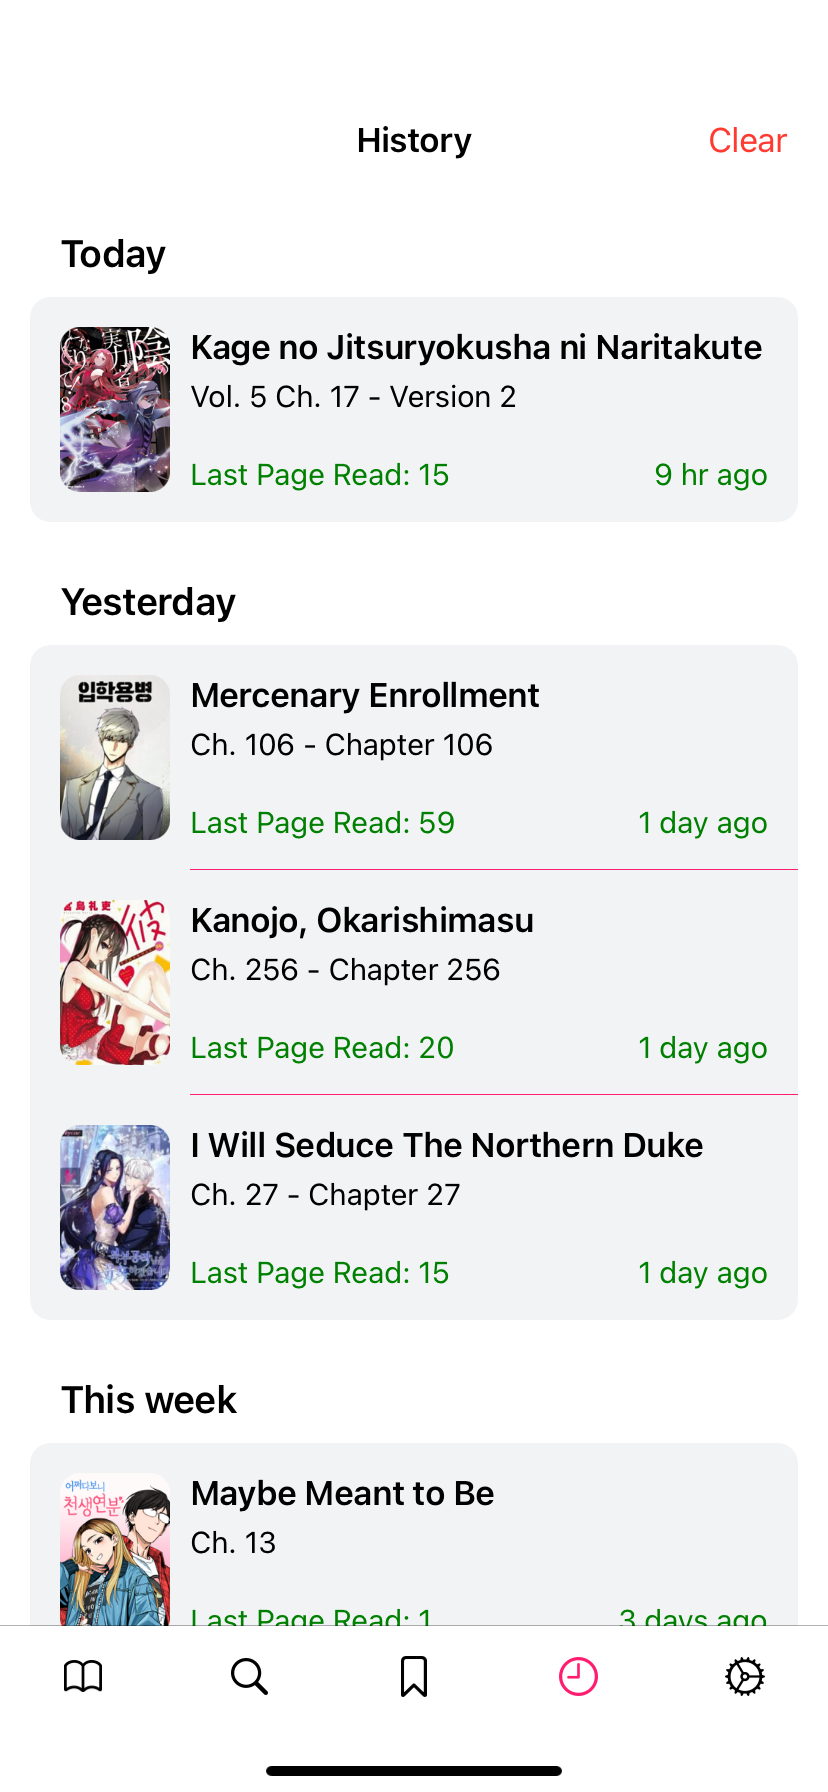 History
Clear
Today
Kage no Jitsuryokusha ni Naritakute
Vol. 5 Ch. 17 - Version 2
Last Page Read: 15
9 hr ago
Yesterday
입학용병
Mercenary Enrollment
Ch. 106 - Chapter 106
Last Page Read: 59
1 day ago
Kanojo, Okarishimasu
Ch. 256 - Chapter 256
Last Page Read: 20
1 day ago
I Will Seduce The Northern Duke
Ch. 27 - Chapter 27
Last Page Read: 15
1 day ago
This week
어쩌다보니
천생연분
Maybe Meant to Be
Ch. 13
Last Page Read: 1
3 days ago